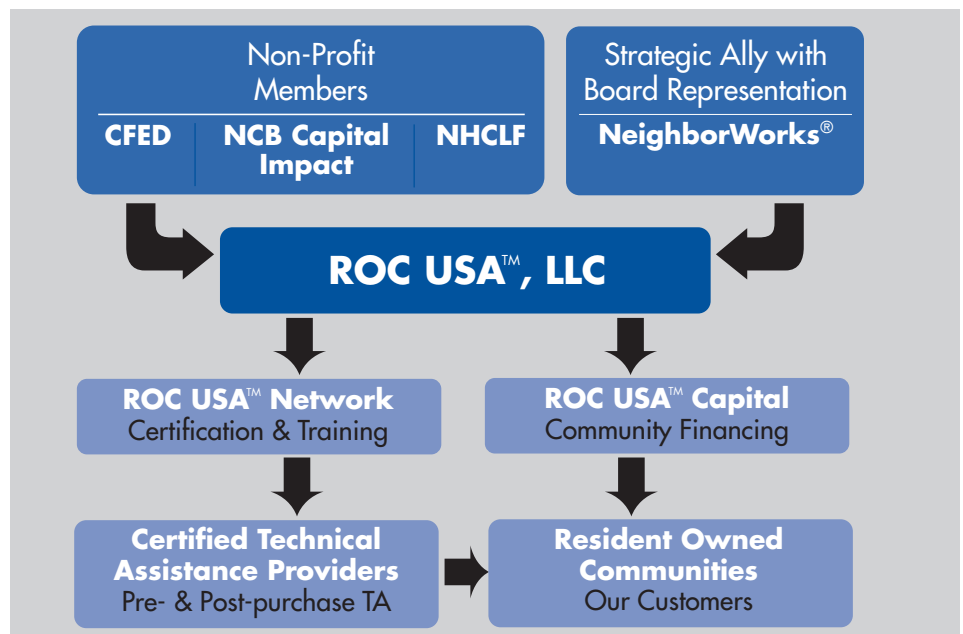 Non-Profit
Members
CFED
NCB Capital
Impact
NHCLF
Strategic Ally with
Board Representation
NeighborWorks®
ROC USA™, LLC
ROC USA™ Network
Certification & Training
ROC USA™ Capital
Community Financing
Certified Technical
Assistance Providers
Pre- & Post-purchase TA
Resident Owned
Communities
Our Customers